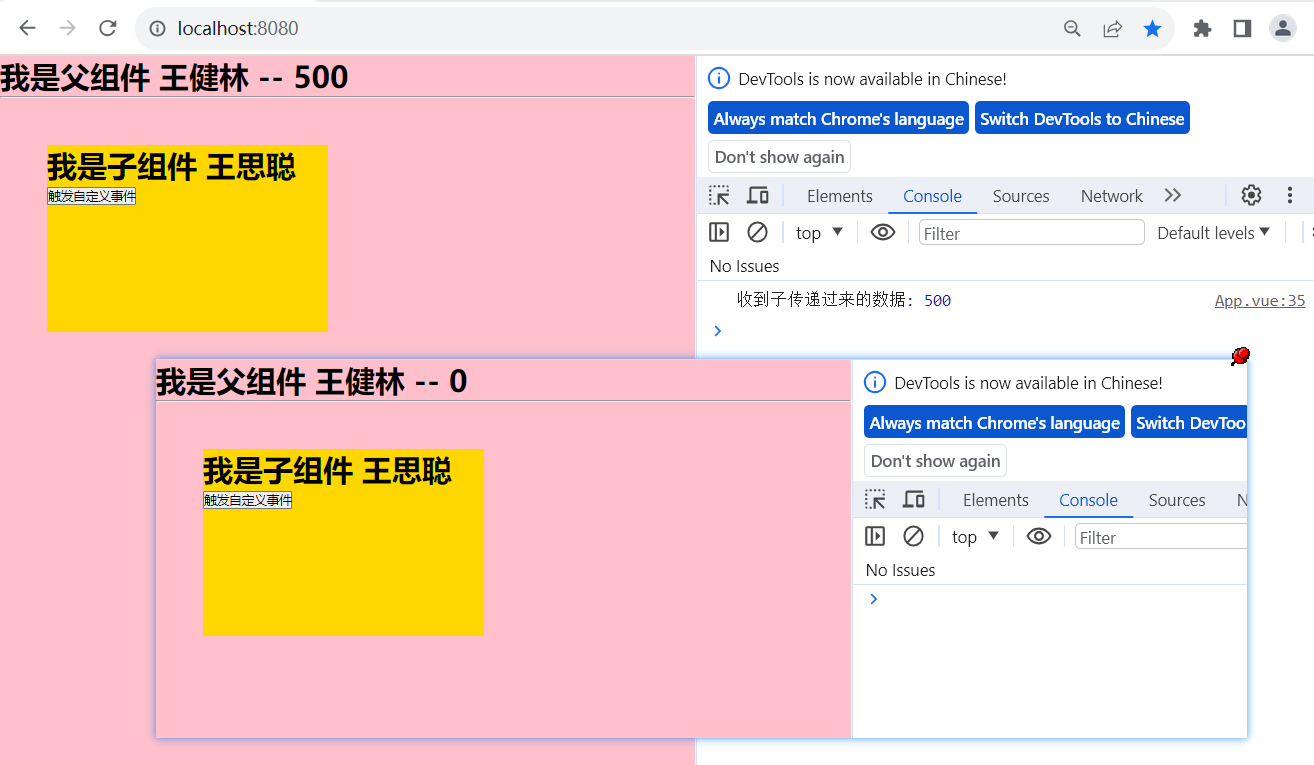 localhost:8080
我是父组件 王健林 -- 500
我是子组件 王思聪
触发自定义事件
DevTools is now available in Chinese!
Always match Chrome's language Switch DevTools to Chinese
Don't show again
Elements Console Sources Network
top Filter Default levels
No Issues
收到子传递过来的数据: 500 App.vue:35
我是父组件 王健林 -- 0
我是子组件 王思聪
触发自定义事件
DevTools is now available in Chinese!
Always match Chrome's language Switch DevToo
Don't show again
Elements Console Sources N
top Filter
No Issues